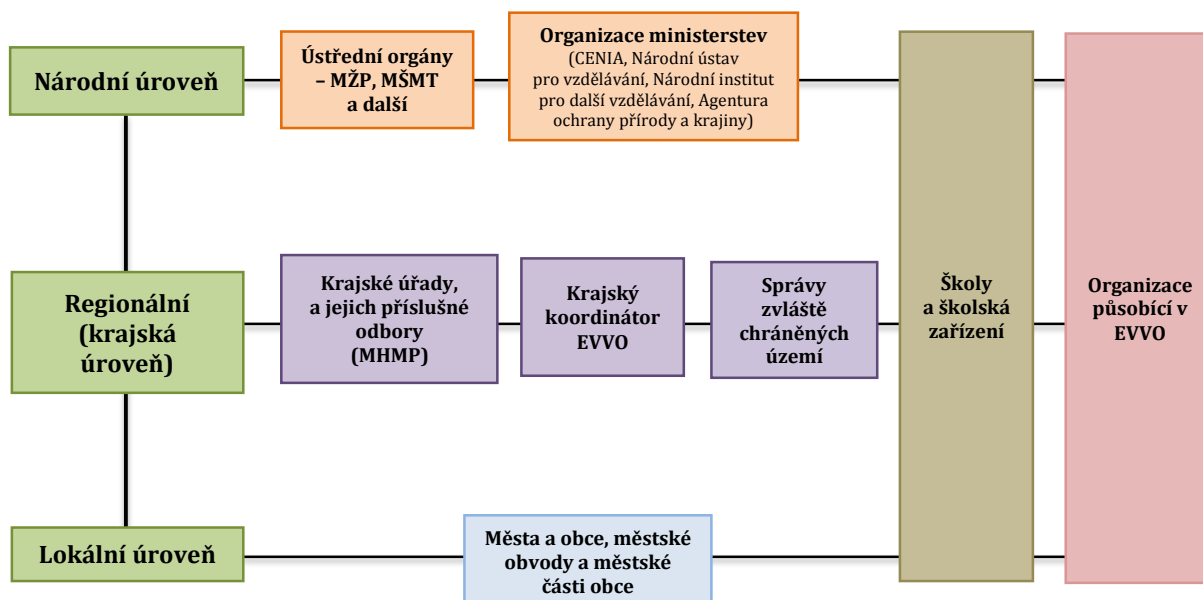 Národní úroveň
Ústřední orgány
– MŽP, MŠMT
a další
Organizace ministerstev
(CENIA, Národní ústav
pro vzdělávání, Národní institut
pro další vzdělávání, Agentura
ochrany přírody a krajiny)
Regionální
(krajská
úroveň)
Krajské úřady,
a jejich příslušné
odbory
(MHMP)
Krajský
koordinátor
EVVO
Správy
zvláště
chráněných
území
Školy
a školská
zařízení
Organizace
působící v
EVVO
Lokální úroveň
Města a obce, městské
obvody a městské
části obce